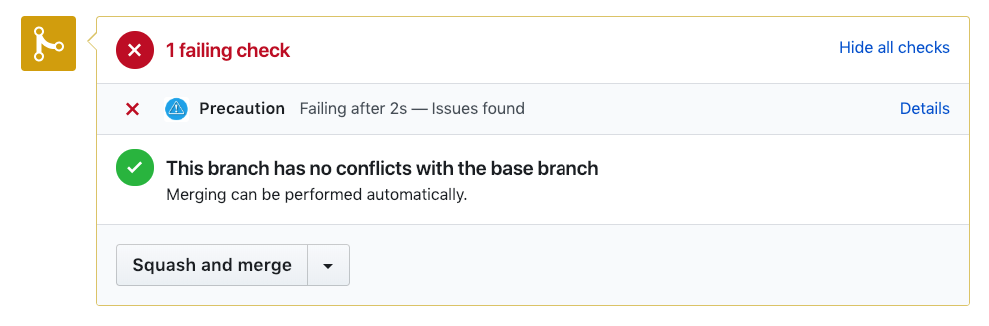 1 failing check
Hide all checks
Precaution Failing after 2s — Issues found
Details
This branch has no conflicts with the base branch
Merging can be performed automatically.
Squash and merge